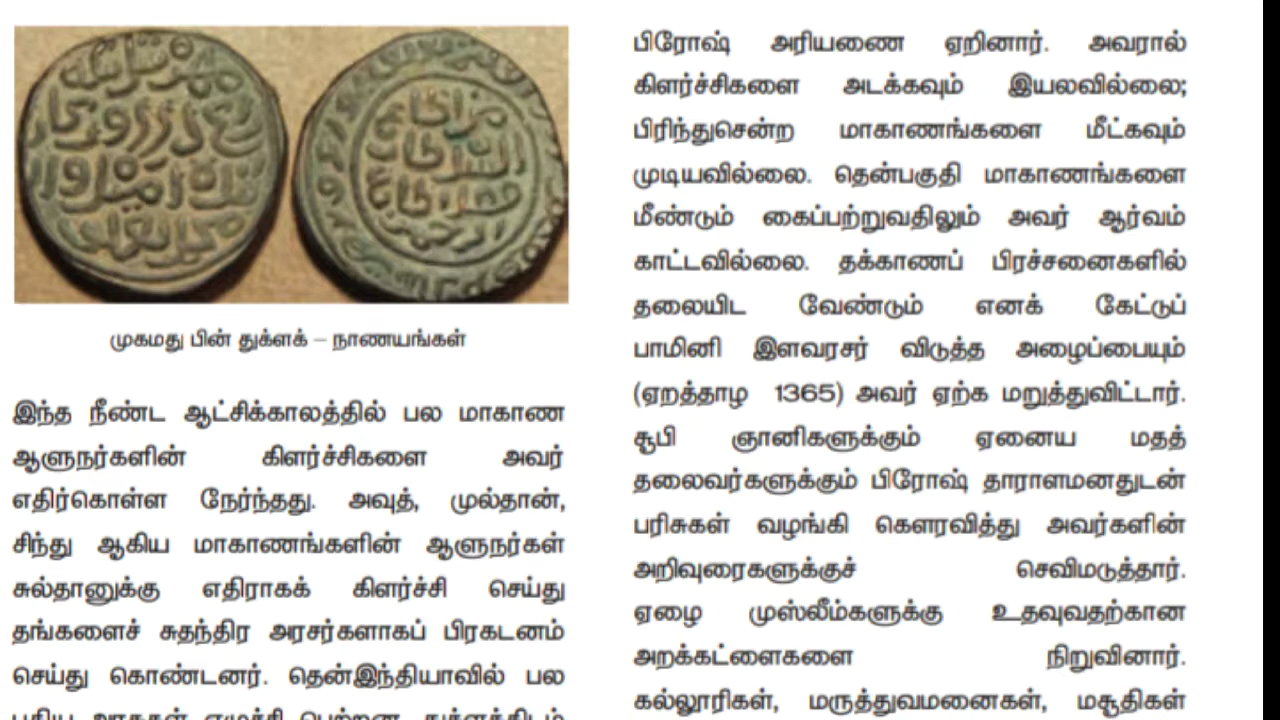 முகமது பின் துக்ளக் – நாணயங்கள்
இந்த நீண்ட ஆட்சிக்காலத்தில் பல மாகாண
ஆளுநர்களின் கிளர்ச்சிகளை அவர்
எதிர்கொள்ள நேர்ந்தது. அவுத், முல்தான்,
சிந்து ஆகிய மாகாணங்களின் ஆளுநர்கள்
சுல்தானுக்கு எதிராகக் கிளர்ச்சி செய்து
தங்களைச் சுதந்திர அரசர்களாகப் பிரகடனம்
செய்து கொண்டனர். தென்இந்தியாவில் பல
பிரோஷ் அரியணை ஏறினார். அவரால்
கிளர்ச்சிகளை அடக்கவும் இயலவில்லை;
பிரிந்துசென்ற மாகாணங்களை மீட்கவும்
முடியவில்லை. தென்பகுதி மாகாணங்களை
மீண்டும் கைப்பற்றுவதிலும் அவர் ஆர்வம்
காட்டவில்லை. தக்காணப் பிரச்சனைகளில்
தலையிட வேண்டும் எனக் கேட்டுப்
பாமினி இளவரசர் விடுத்த அழைப்பையும்
(ஏறத்தாழ 1365) அவர் ஏற்க மறுத்துவிட்டார்.
சூபி ஞானிகளுக்கும் ஏனைய மதத்
தலைவர்களுக்கும் பிரோஷ் தாராளமனதுடன்
பரிசுகள் வழங்கி கௌரவித்து அவர்களின்
அறிவுரைகளுக்குச் செவிமடுத்தார்.
ஏழை முஸ்லீம்களுக்கு உதவுவதற்கான
அறக்கட்ளைகளை நிறுவினார்.
கல்லூரிகள், மருத்துவமனைகள், மசூதிகள்